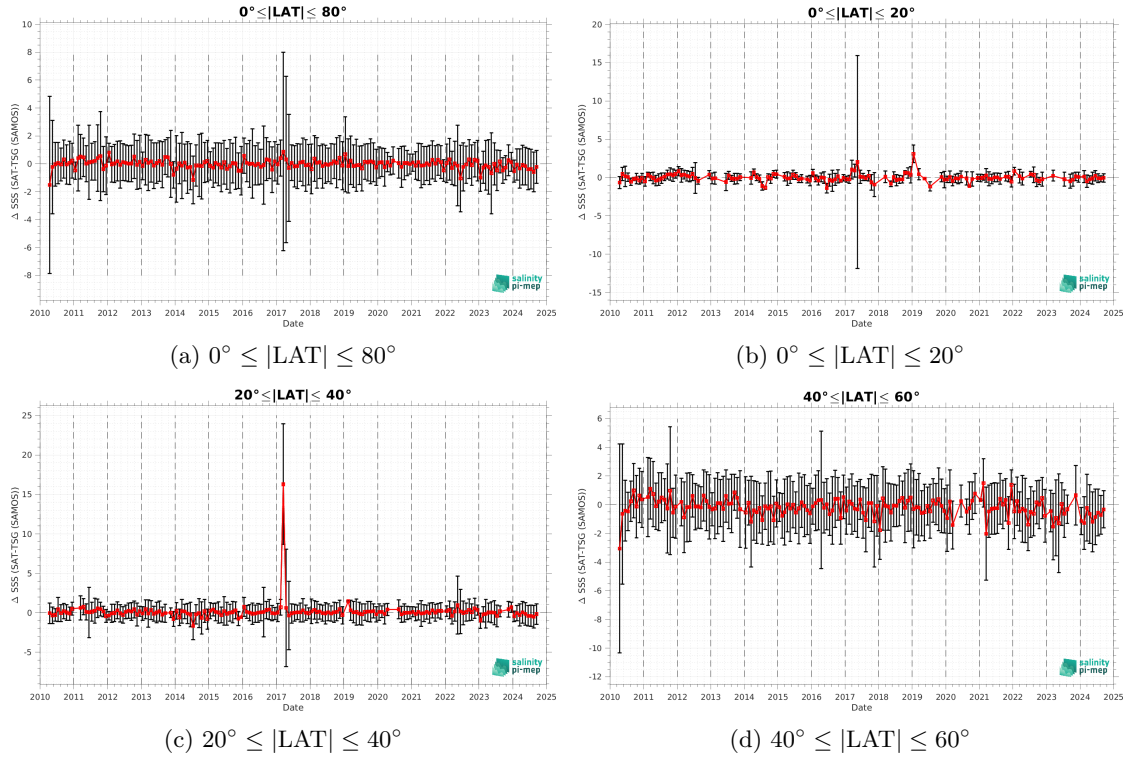 0°≤|LAT|≤ 80°
Δ SSS (SAT-TSG (SAMOS))
10
8
6
4
2
0
-2
-4
-6
-8
2010 2011 2012 2013 2014 2015 2016 2017 2018 2019 2020 2021 2022 2023 2024 2025
Date
salinity
pi-mep
(a) 0° ≤ |LAT| ≤ 80°
0°≤|LAT|≤ 20°
Δ SSS (SAT-TSG (SAMOS))
20
15
10
5
0
-5
-10
-15
2010 2011 2012 2013 2014 2015 2016 2017 2018 2019 2020 2021 2022 2023 2024 2025
Date
salinity
pi-mep
(b) 0° ≤ |LAT| ≤ 20°
20°≤|LAT|≤ 40°
Δ SSS (SAT-TSG (SAMOS))
25
20
15
10
5
0
-5
2010 2011 2012 2013 2014 2015 2016 2017 2018 2019 2020 2021 2022 2023 2024 2025
Date
salinity
pi-mep
(c) 20° ≤ |LAT| ≤ 40°
40°≤|LAT|≤ 60°
Δ SSS (SAT-TSG (SAMOS))
6
4
2
0
-2
-4
-6
-8
-10
-12
2010 2011 2012 2013 2014 2015 2016 2017 2018 2019 2020 2021 2022 2023 2024 2025
Date
salinity
pi-mep
(d) 40° ≤ |LAT| ≤ 60°